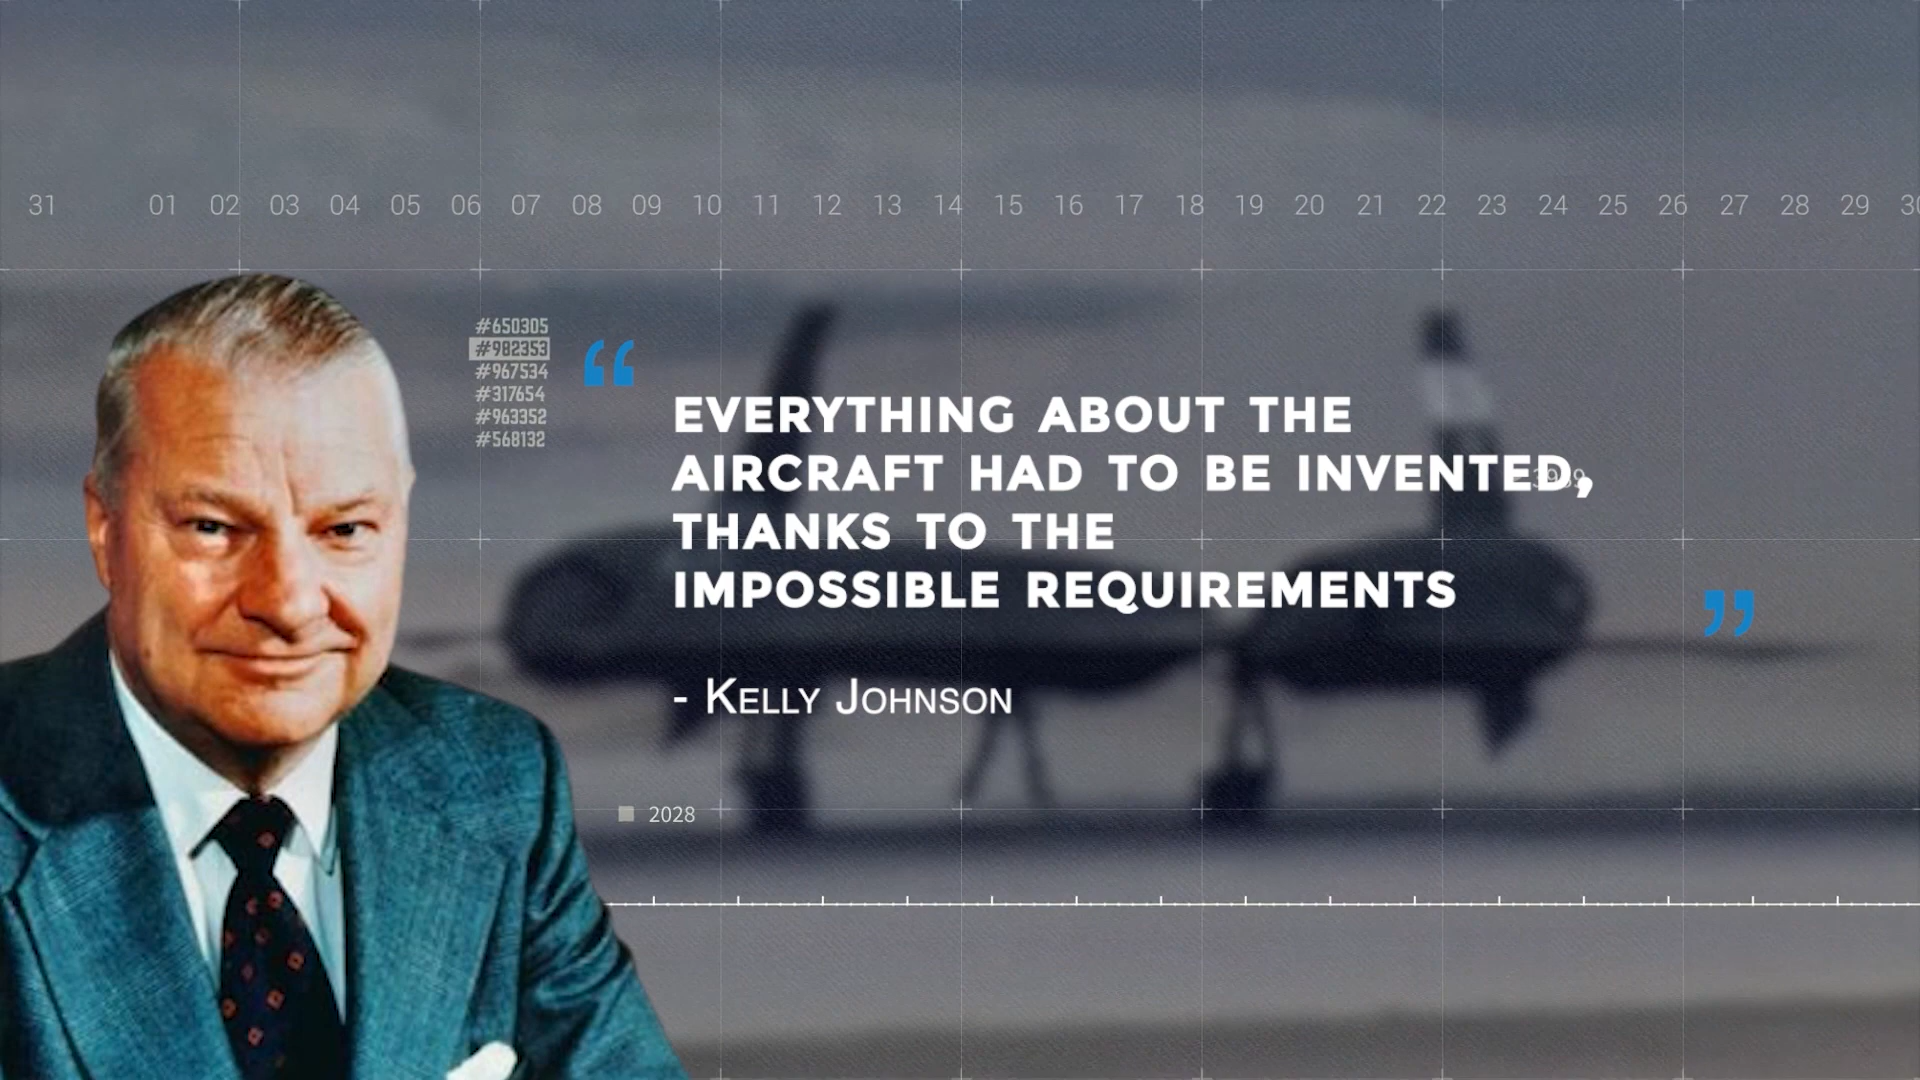 31 01 02 03 04 05 06 07 08 09 10 11 12 13 14 15 16 17 18 19 20 21 22 23 24 25 26 27 28 29
#650305
#982353
#967534
#317654
#963352
#568132
“
EVERYTHING ABOUT THE
AIRCRAFT HAD TO BE INVENTED,
THANKS TO THE
IMPOSSIBLE REQUIREMENTS
”
- KELLY JOHNSON
2028